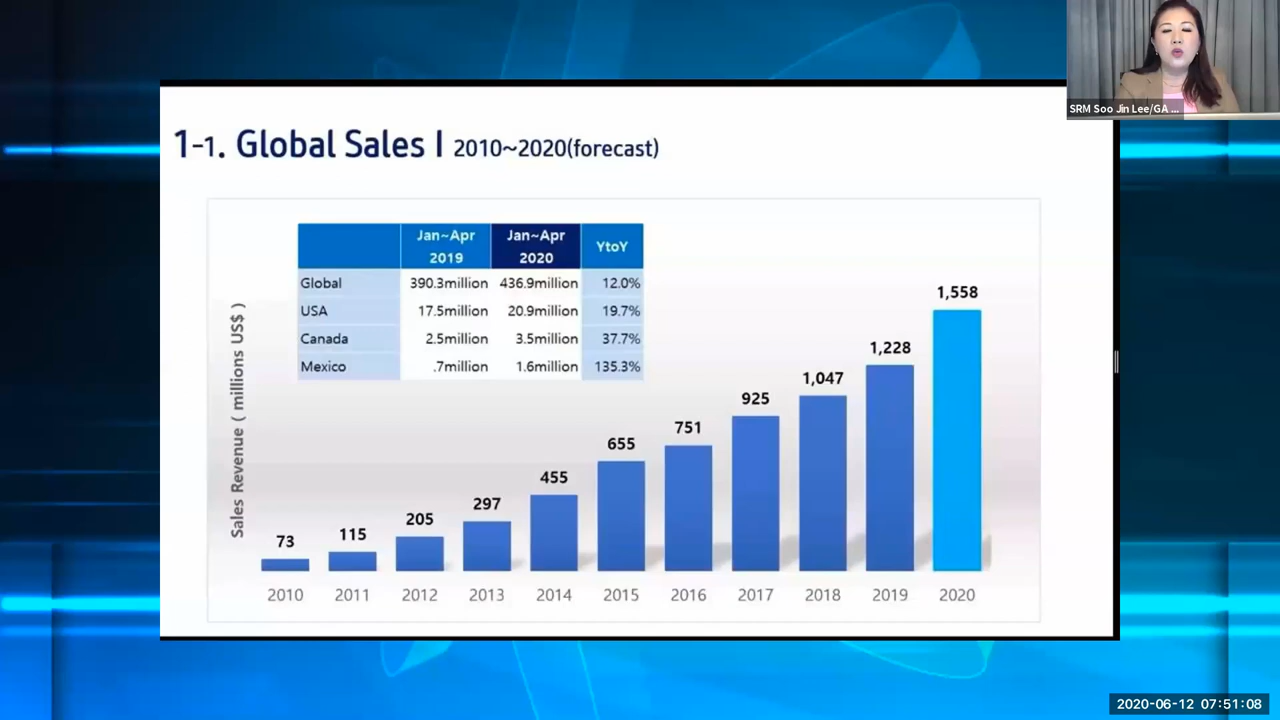 SRM Soo Jin Lee/GA ...
1-1. Global Sales I 2010~2020(forecast)
Jan~Apr 2019 Jan~Apr 2020 YtoY
Global 390.3million 436.9million 12.0%
USA 17.5million 20.9million 19.7%
Canada 2.5million 3.5million 37.7%
Mexico .7million 1.6million 135.3%
Sales Revenue ( millions US$ )
73 115 205 297 455 655 751 925 1,047 1,228 1,558
2010 2011 2012 2013 2014 2015 2016 2017 2018 2019 2020
2020-06-12 07:51:08